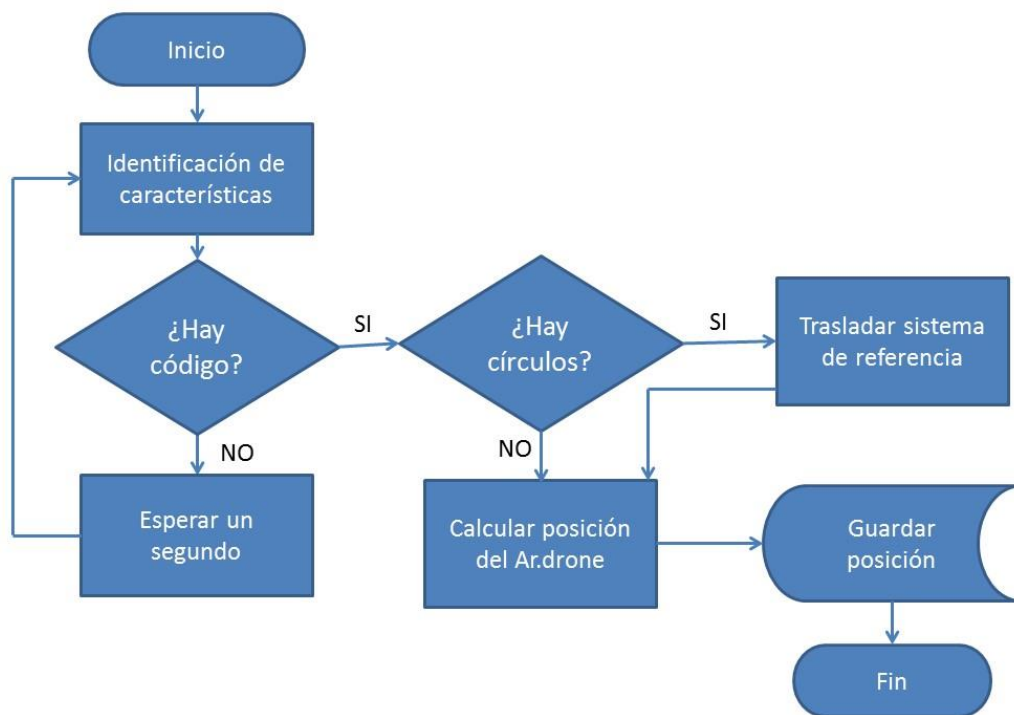 Inicio
Identificación de
características
¿Hay
código?
SI
¿Hay
círculos?
SI
Trasladar sistema
de referencia
NO
Esperar un
segundo
NO
Calcular posición
del Ar.drone
Guardar
posición
Fin